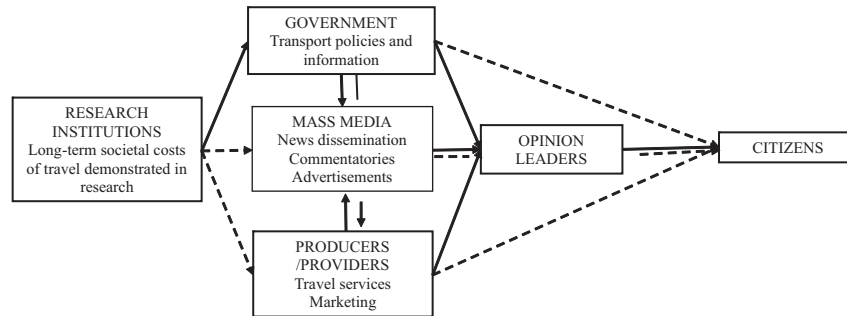 GOVERNMENT
Transport policies and
information
RESEARCH
INSTITUTIONS
Long-term societal costs
of travel demonstrated in
research
MASS MEDIA
News dissemination
Commentatories
Advertisements
OPINION
LEADERS
CITIZENS
PRODUCERS
/PROVIDERS
Travel services
Marketing